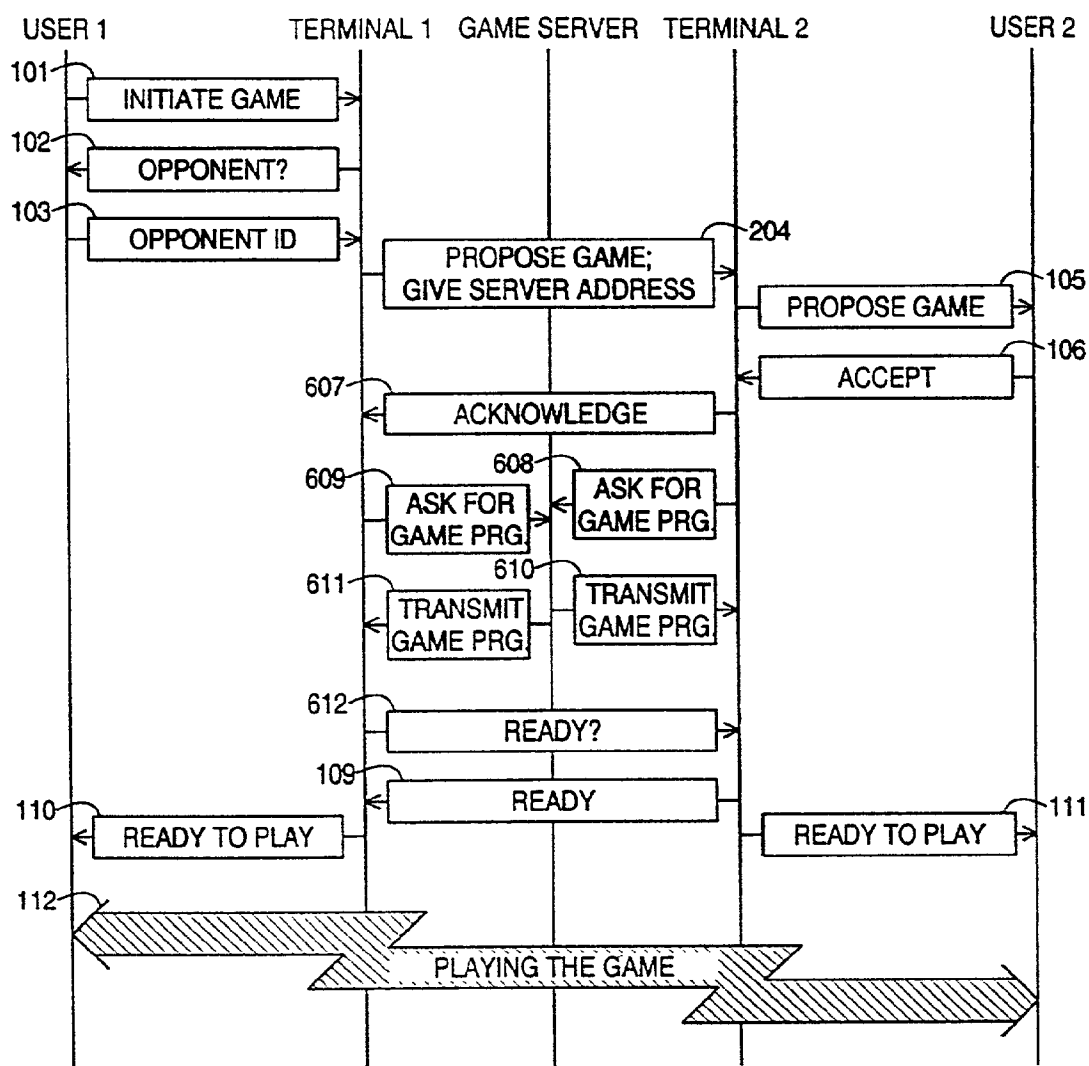 USER 1 TERMINAL 1 GAME SERVER TERMINAL 2 USER 2
101
INITIATE GAME
102
OPPONENT?
103
OPPONENT ID
204
PROPOSE GAME;
GIVE SERVER ADDRESS
105
PROPOSE GAME
106
ACCEPT
607
ACKNOWLEDGE
608
ASK FOR
GAME PRG.
609
ASK FOR
GAME PRG.
610
TRANSMIT
GAME PRG.
611
TRANSMIT
GAME PRG.
612
READY?
109
READY
110
READY TO PLAY
111
READY TO PLAY
112
PLAYING THE GAME